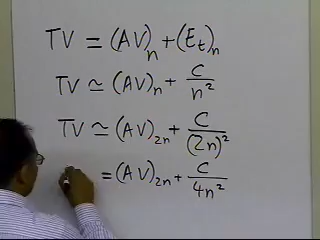 TV = (AV)ₙ + (Eₜ)ₙ
TV ≃ (AV)ₙ + C/n²
TV ≃ (AV)₂ₙ + C/(2n)²
= (AV)₂ₙ + C/4n²